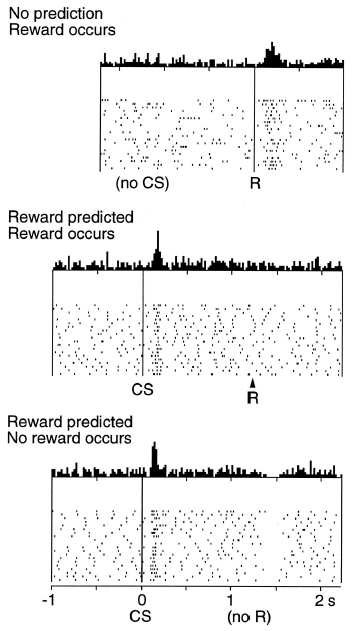 No prediction
Reward occurs
(no CS) R
Reward predicted
Reward occurs
CS R
Reward predicted
No reward occurs
-1 0 1 2 s
CS (no R)